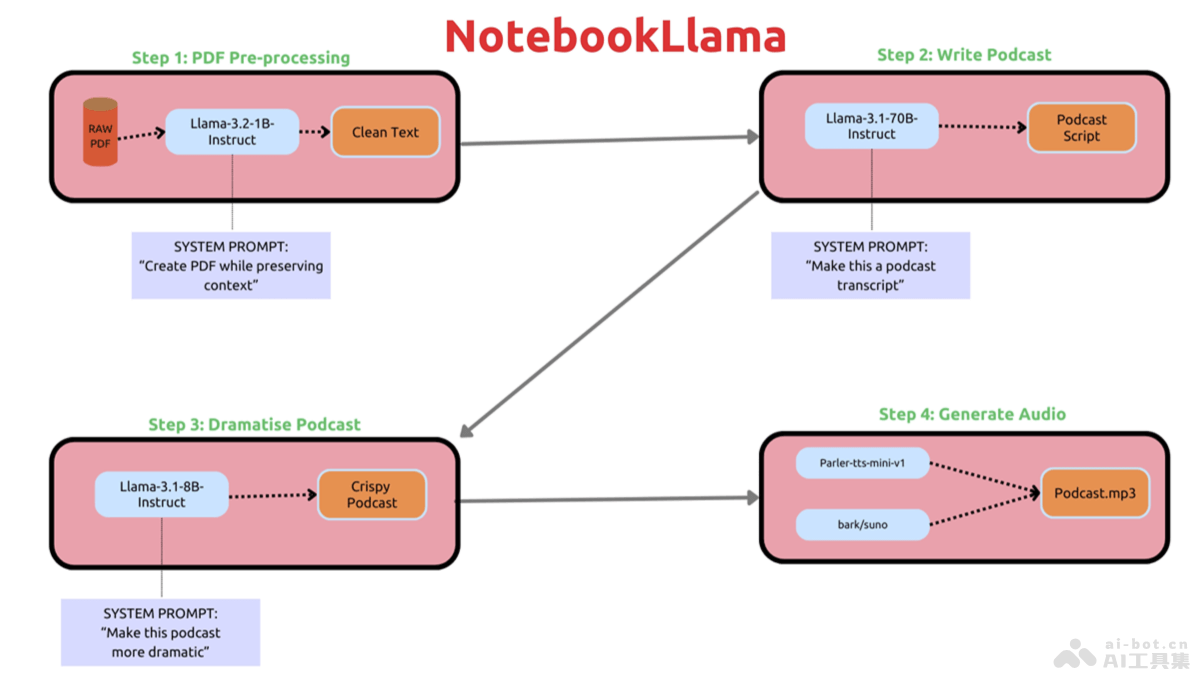 NotebookLlama
Step 1: PDF Pre-processing
RAW
PDF
Llama-3.2-1B-
Instruct
Clean Text
SYSTEM PROMPT:
“Create PDF while preserving
context”
Step 2: Write Podcast
Llama-3.1-70B-
Instruct
Podcast
Script
SYSTEM PROMPT:
“Make this a podcast
transcript”
Step 3: Dramatise Podcast
Llama-3.1-8B-
Instruct
Crispy
Podcast
SYSTEM PROMPT:
“Make this podcast
more dramatic”
Step 4: Generate Audio
Parler-tts-mini-v1
bark/suno
Podcast.mp3
ai-bot.cn
AI工具集